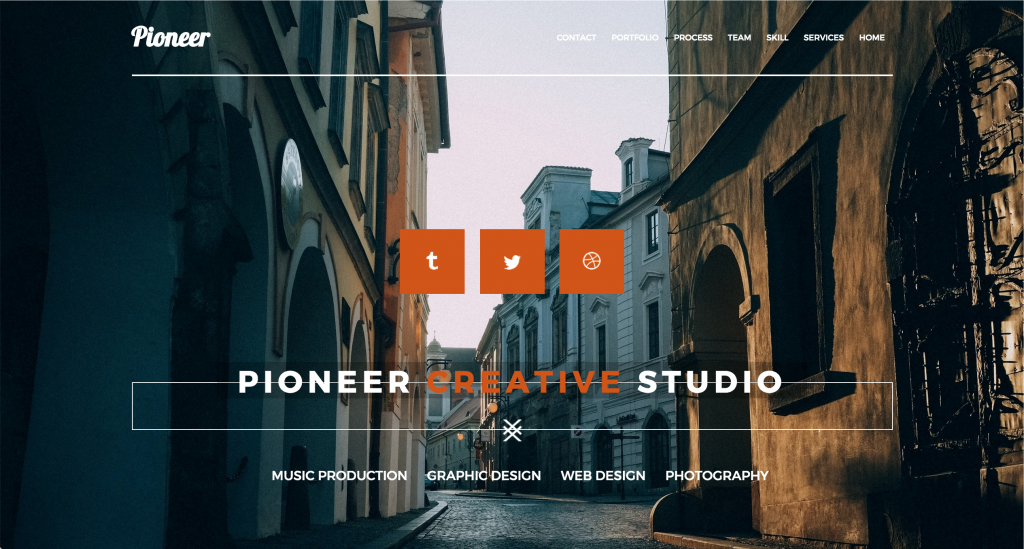 Pioneer
CONTACT PORTFOLIO PROCESS TEAM SKILL SERVICES HOME
PIONEER CREATIVE STUDIO
MUSIC PRODUCTION GRAPHIC DESIGN WEB DESIGN PHOTOGRAPHY